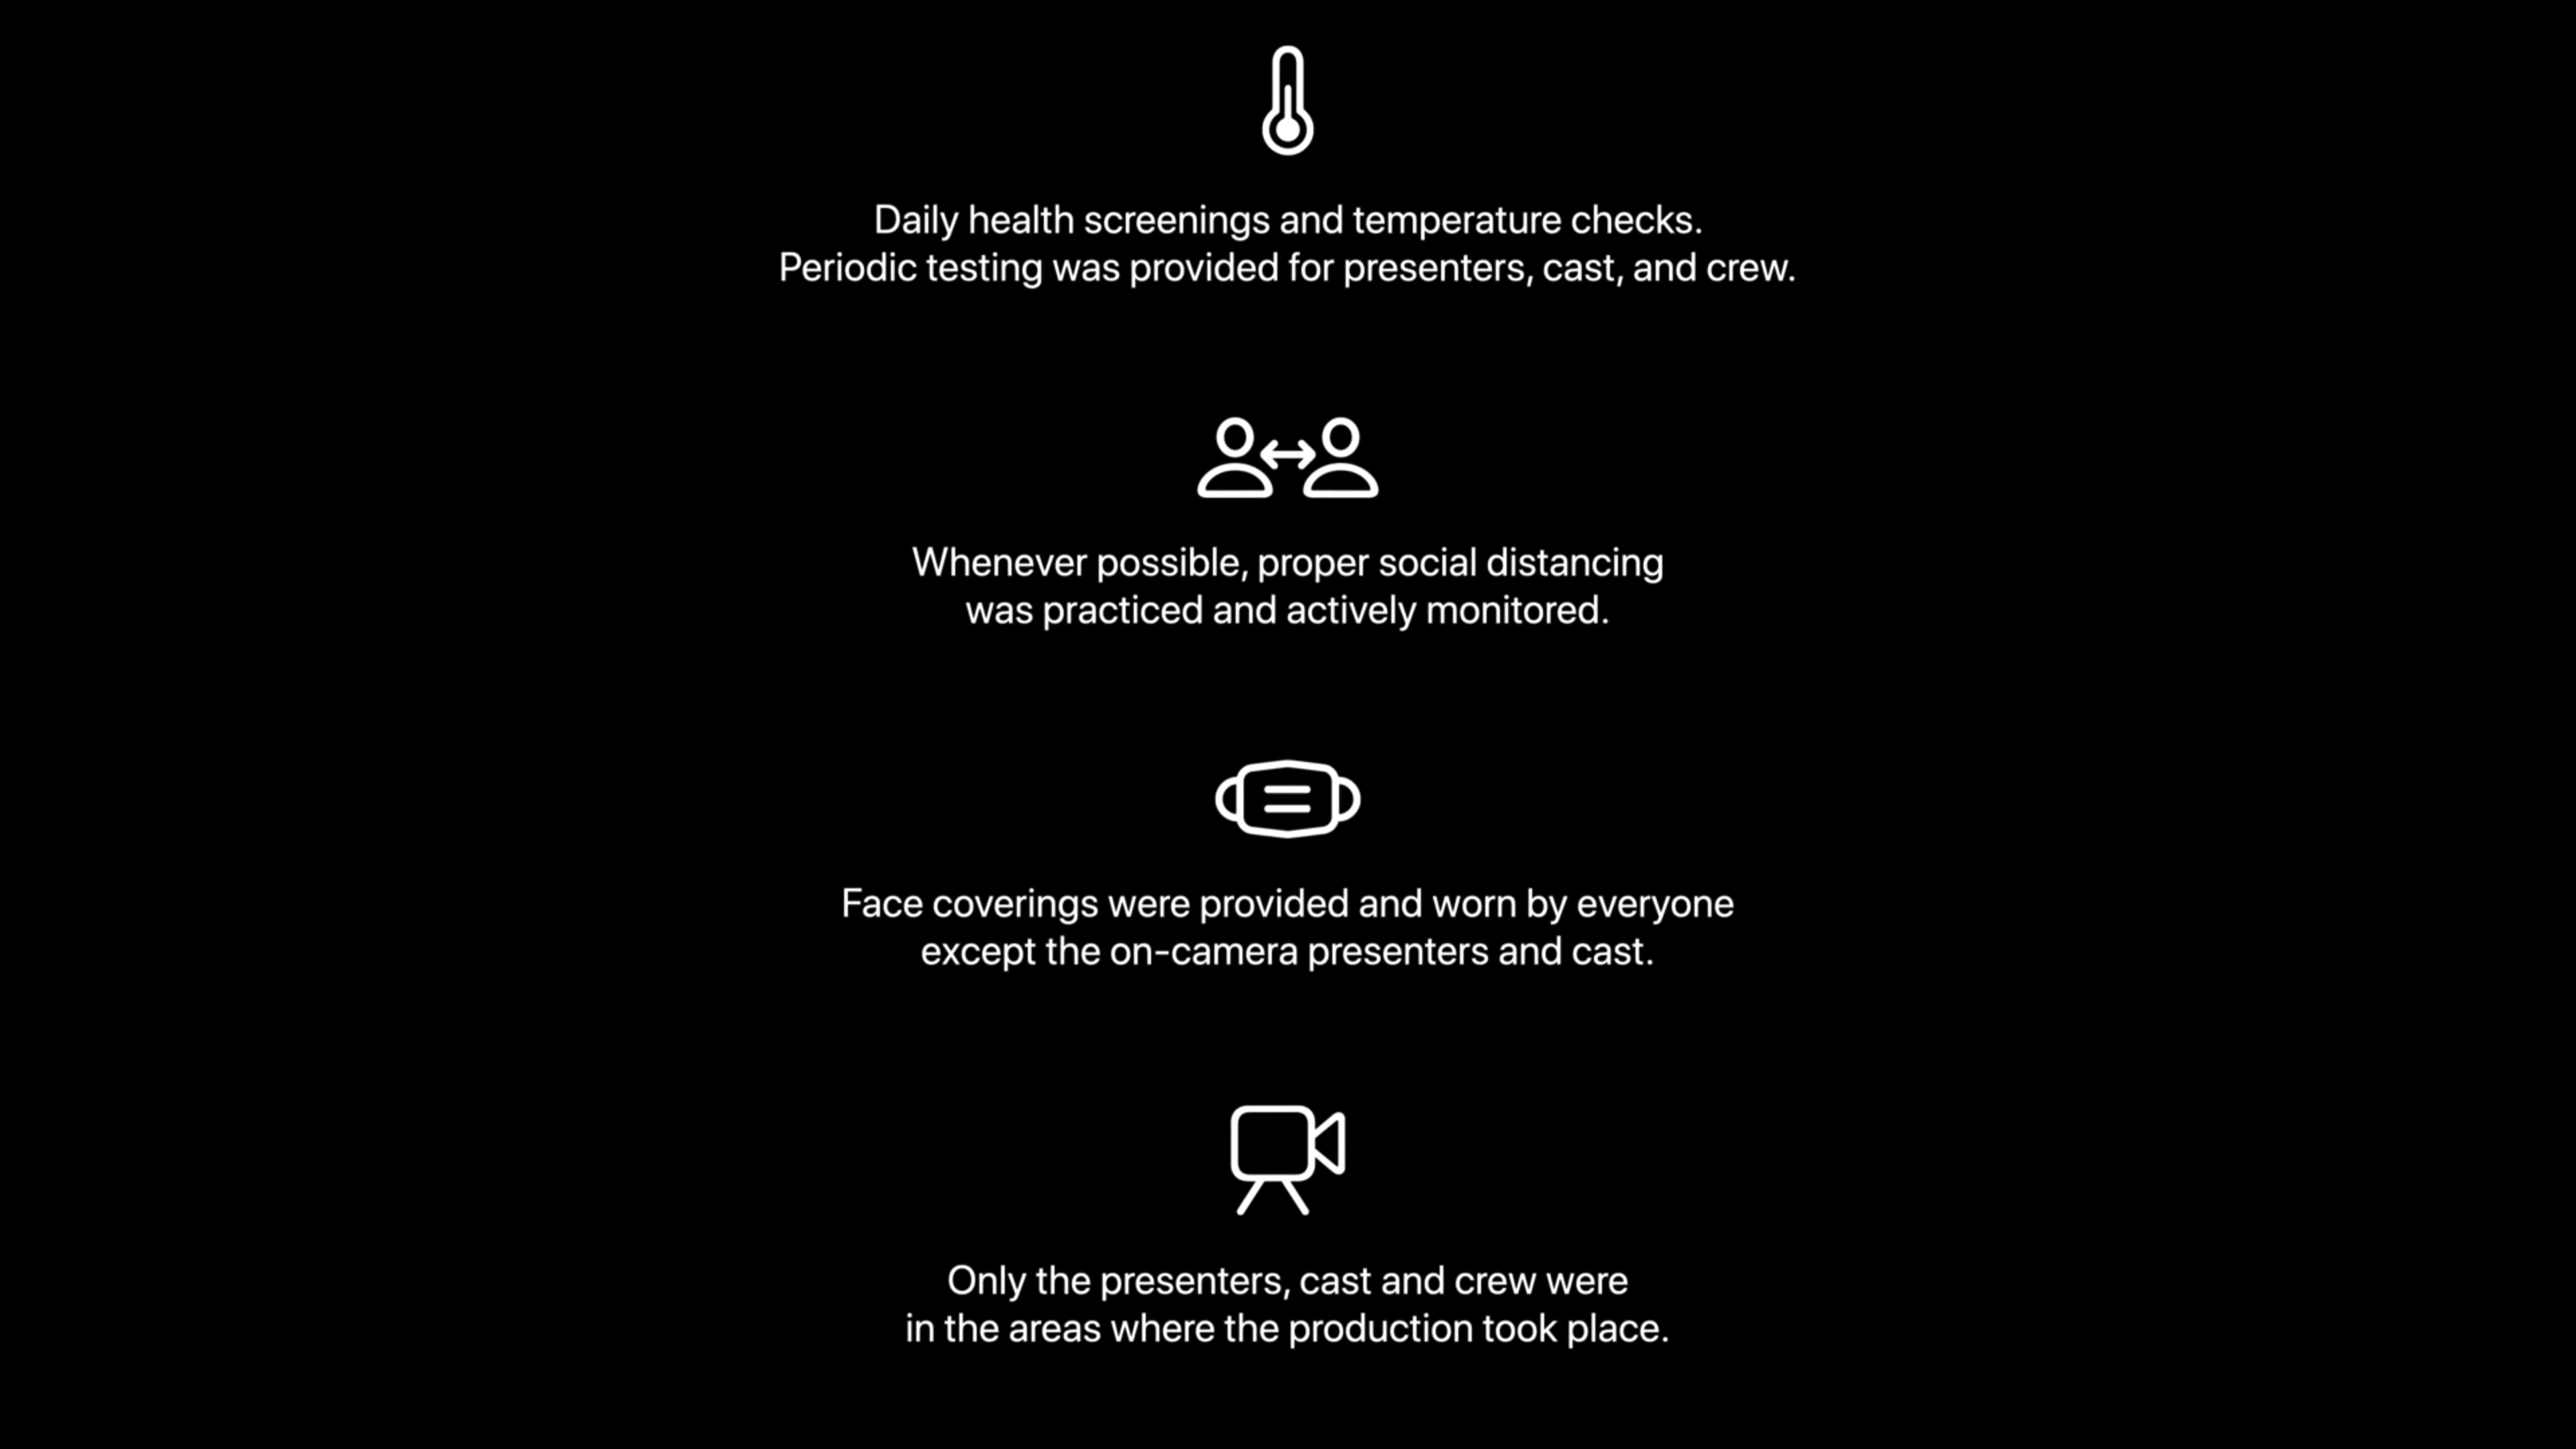 Daily health screenings and temperature checks.
Periodic testing was provided for presenters, cast, and crew.
Whenever possible, proper social distancing
was practiced and actively monitored.
Face coverings were provided and worn by everyone
except the on-camera presenters and cast.
Only the presenters, cast and crew were
in the areas where the production took place.